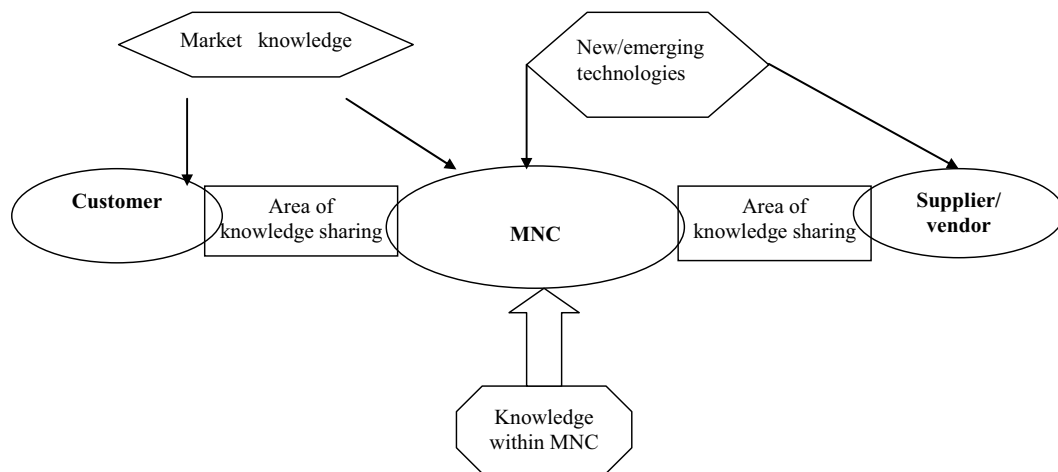 Market knowledge
New/emerging
technologies
Customer
Area of
knowledge sharing
MNC
Area of
knowledge sharing
Supplier/
vendor
Knowledge
within MNC